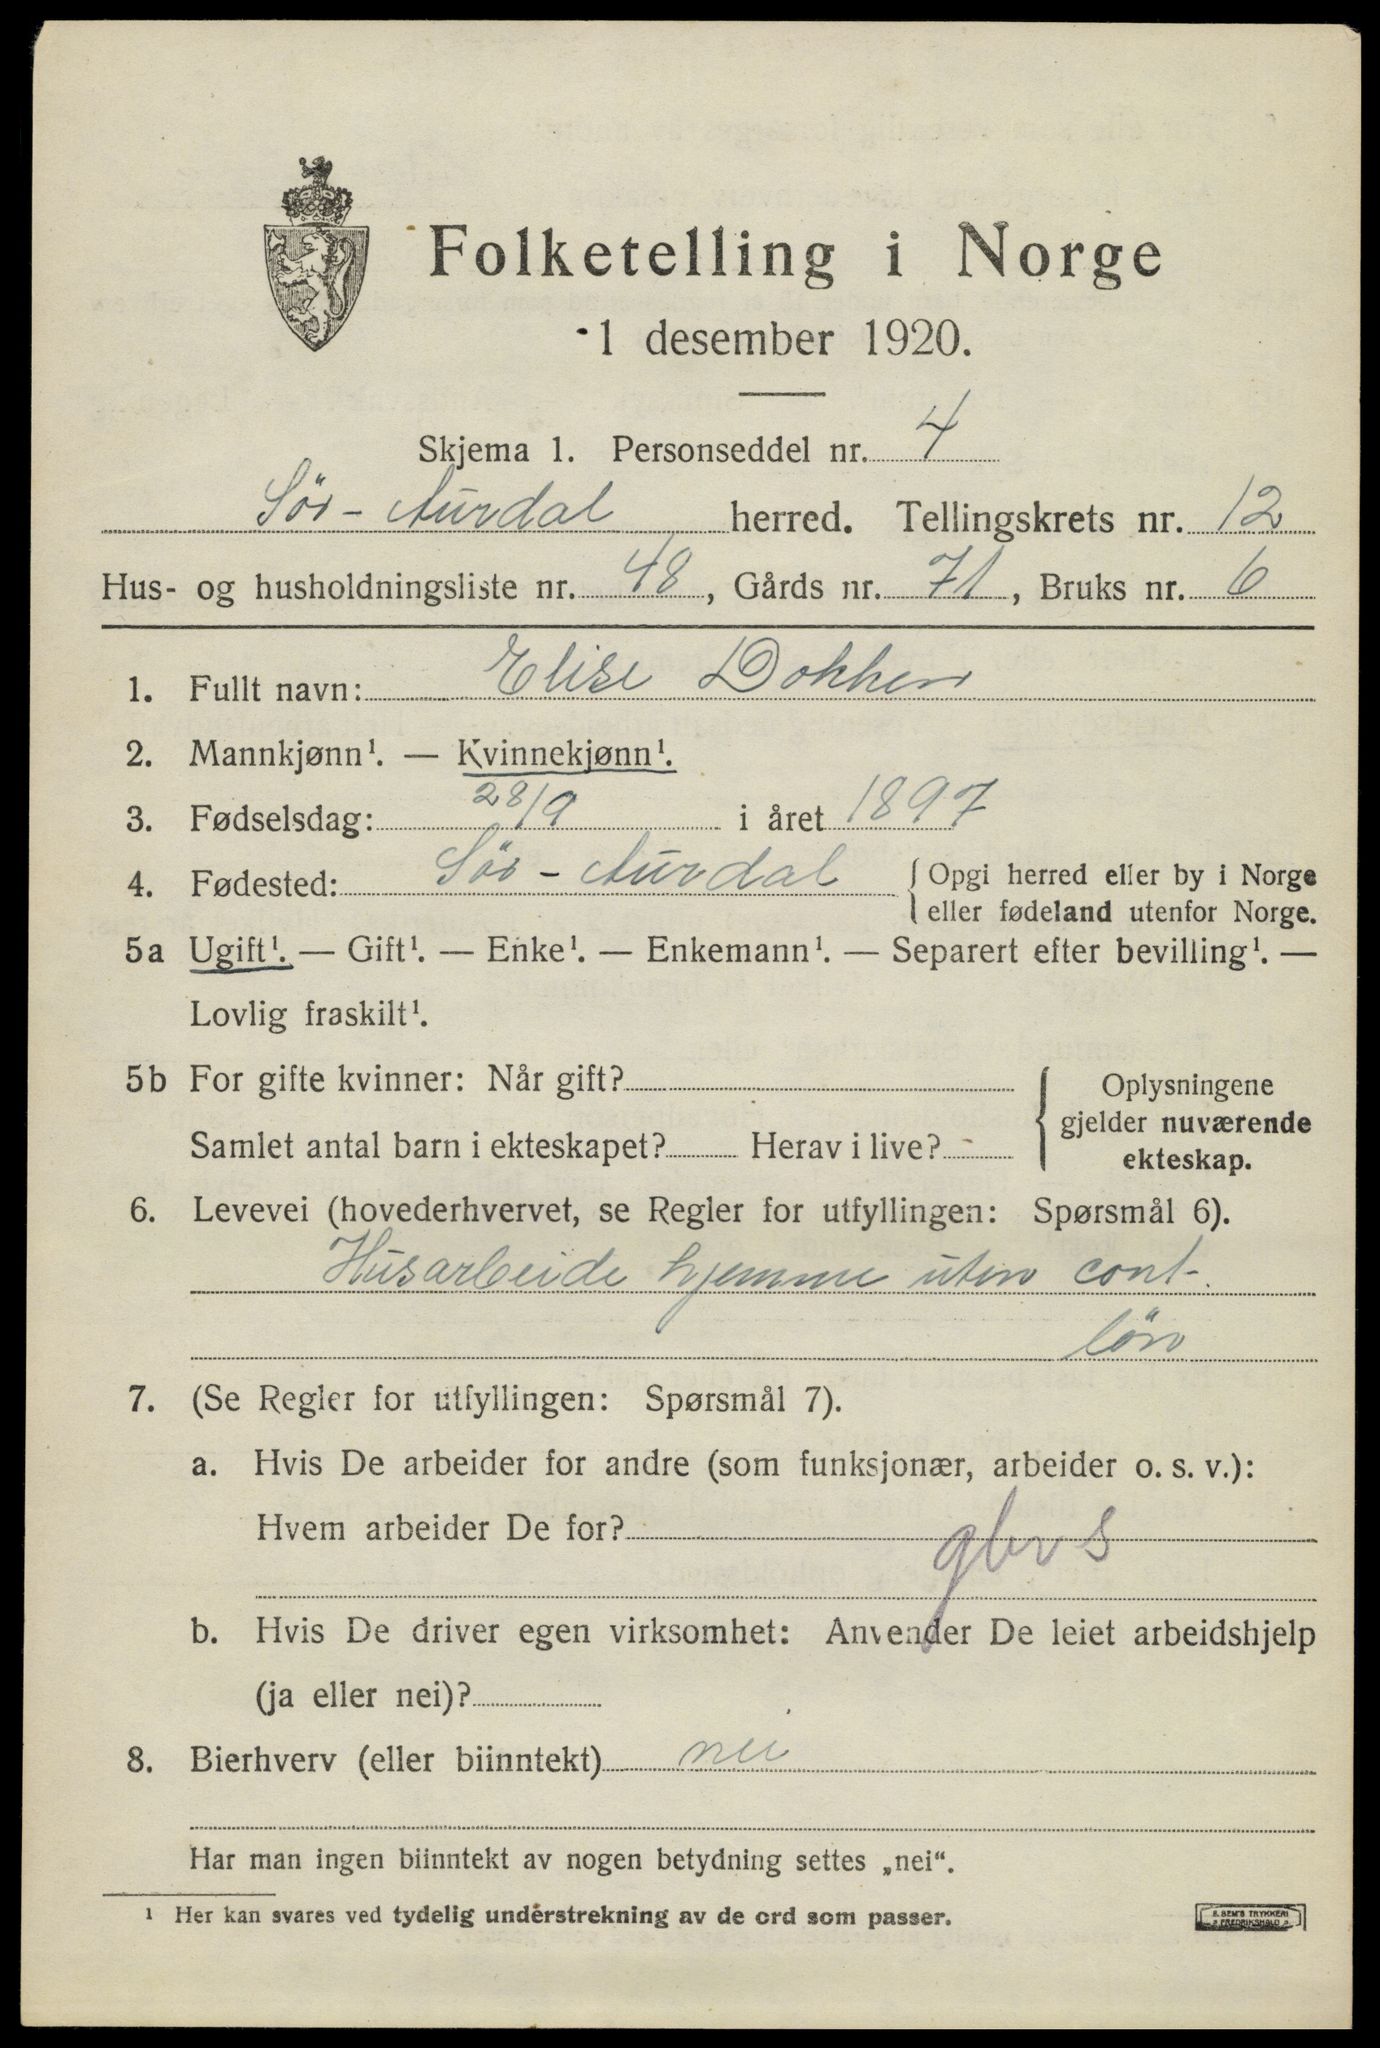 Folketelling i Norge
1 desember 1920.
Skjema 1. Personseddel nr. 4
Sör-Aurdal herred. Tellingskrets nr. 12
Hus- og husholdningsliste nr. 48, Gårds nr. 71, Bruks nr. 6
1. Fullt navn: Elise Dokken
2. Mannkjønn¹. — Kvinnekjønn¹.
3. Fødselsdag: 28/9 i året 1897
4. Fødested: Sör-Aurdal { Opgi herred eller by i Norge
eller fødeland utenfor Norge.
5a Ugift¹. — Gift¹. — Enke¹. — Enkemann¹. — Separert efter bevilling¹. —
Lovlig fraskilt¹.
5b For gifte kvinner: Når gift?
Samlet antal barn i ekteskapet? Herav i live?
Oplysningene
gjelder nuværende
ekteskap.
6. Levevei (hovederhvervet, se Regler for utfyllingen: Spørsmål 6).
Husarbeide hjemme uten cont.
lön
7. (Se Regler for utfyllingen: Spørsmål 7).
a. Hvis De arbeider for andre (som funksjonær, arbeider o. s. v.):
Hvem arbeider De for?
gbrs
b. Hvis De driver egen virksomhet: Anvender De leiet arbeidshjelp
(ja eller nei)?
8. Bierhverv (eller biinntekt) nei
Har man ingen biinntekt av nogen betydning settes „nei“.
¹ Her kan svares ved tydelig understrekning av de ord som passer.
E. SEM'S TRYKKERI
FREDRIKSHALD